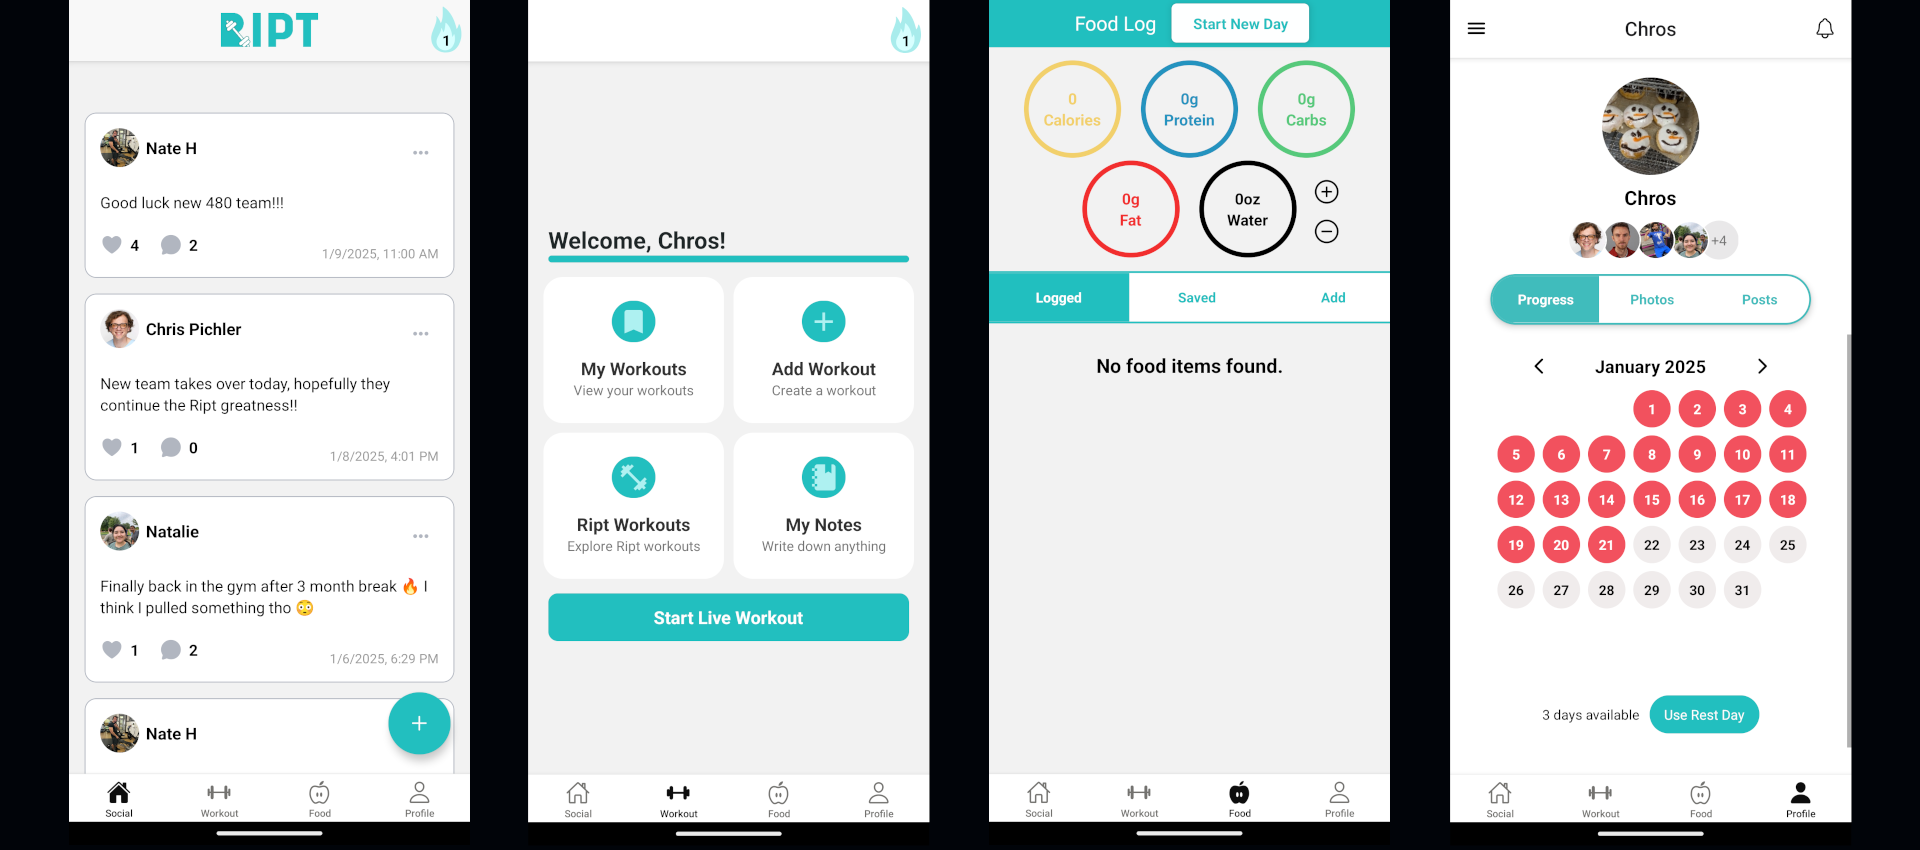 RIPT
1
Nate H
Good luck new 480 team!!!
4 2
1/9/2025, 11:00 AM
Chris Pichler
New team takes over today, hopefully they
continue the Ript greatness!!
1 0
1/8/2025, 4:01 PM
Natalie
Finally back in the gym after 3 month break 🔥 I
think I pulled something tho 😳
1 2
1/6/2025, 6:29 PM
Nate H
+
Social Workout Food Profile
1
Welcome, Chros!
My Workouts
View your workouts
Add Workout
Create a workout
Ript Workouts
Explore Ript workouts
My Notes
Write down anything
Start Live Workout
Social Workout Food Profile
Food Log
Start New Day
0
Calories
0g
Protein
0g
Carbs
0g
Fat
0oz
Water
Logged Saved Add
No food items found.
Social Workout Food Profile
Chros
Chros
+4
Progress Photos Posts
January 2025
1 2 3 4
5 6 7 8 9 10 11
12 13 14 15 16 17 18
19 20 21 22 23 24 25
26 27 28 29 30 31
3 days available
Use Rest Day
Social Workout Food Profile